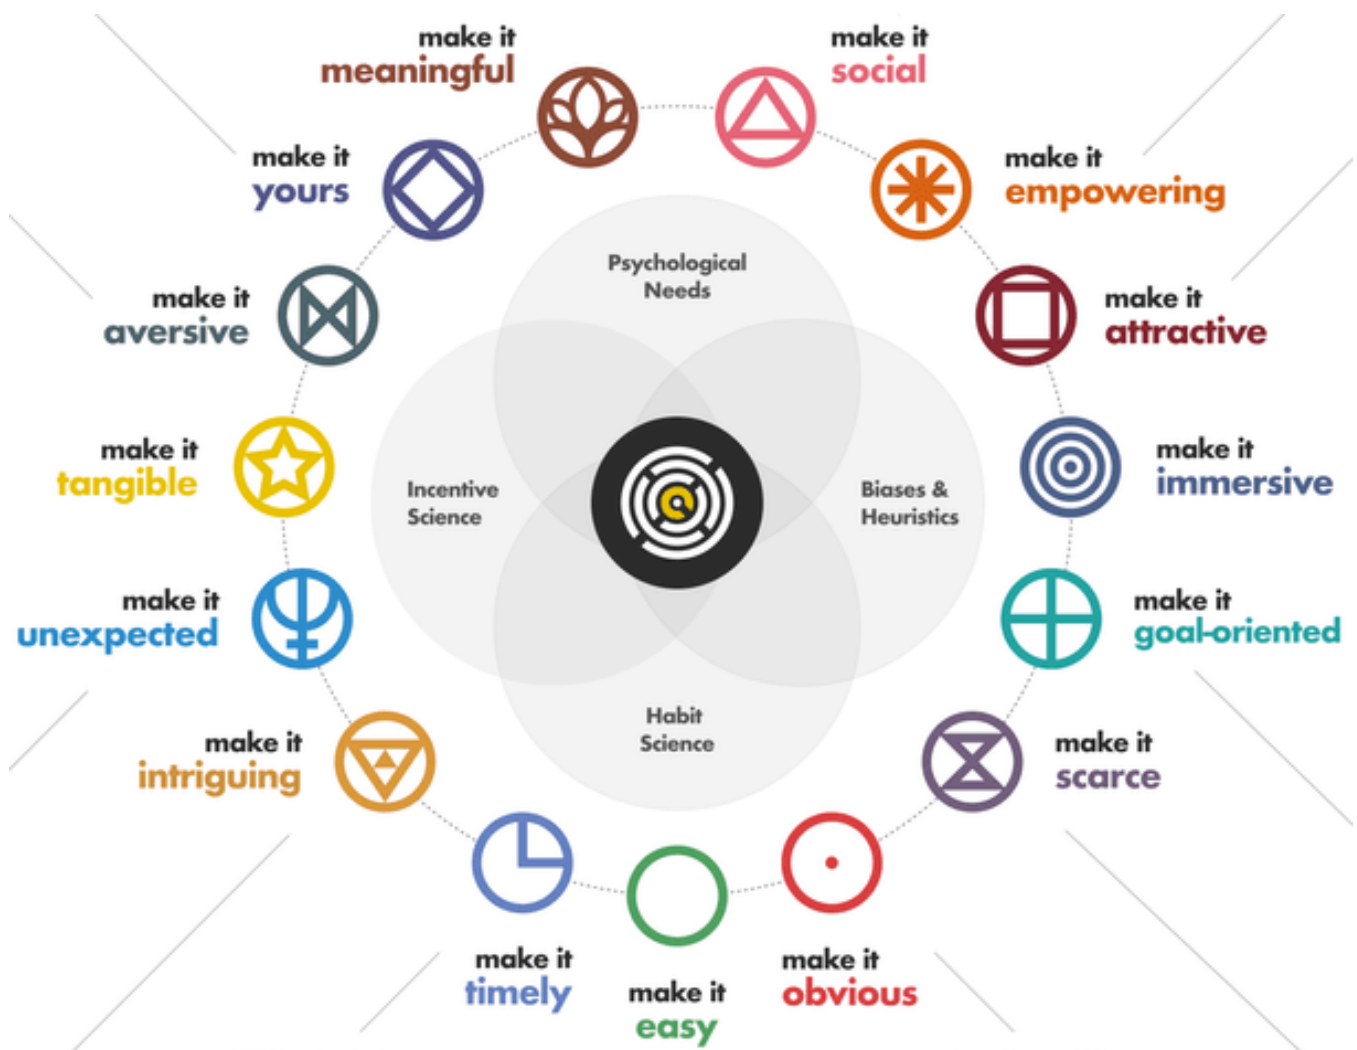 make it
meaningful
make it
social
make it
yours
make it
empowering
make it
aversive
make it
attractive
make it
tangible
make it
immersive
make it
unexpected
make it
goal-oriented
make it
intriguing
make it
scarce
make it
timely
make it
easy
make it
obvious
Psychological
Needs
Incentive
Science
Biases &
Heuristics
Habit
Science